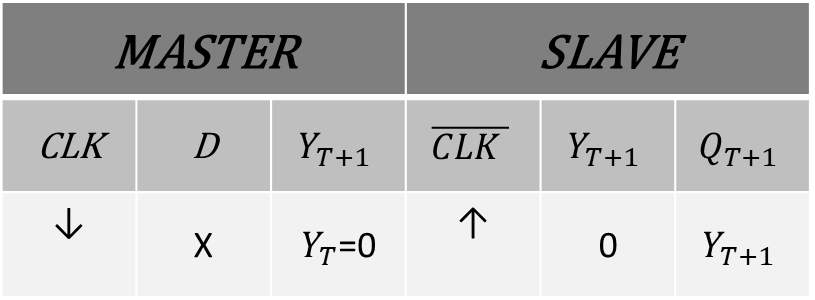 MASTER SLAVE
CLK D Y_{T+1} \overline{CLK} Y_{T+1} Q_{T+1}
↓ X Y_T=0 ↑ 0 Y_{T+1}